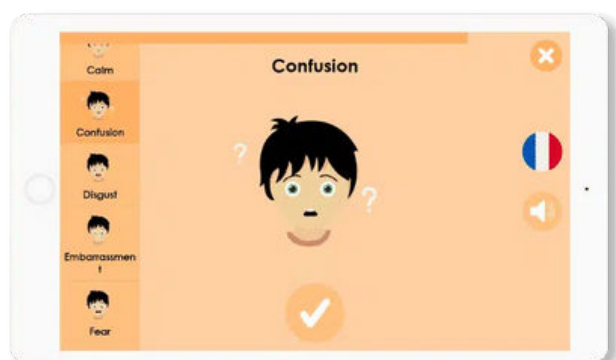 Calm
Confusion
Confusion
?
?
Disgust
Embarrassmen
t
Fear